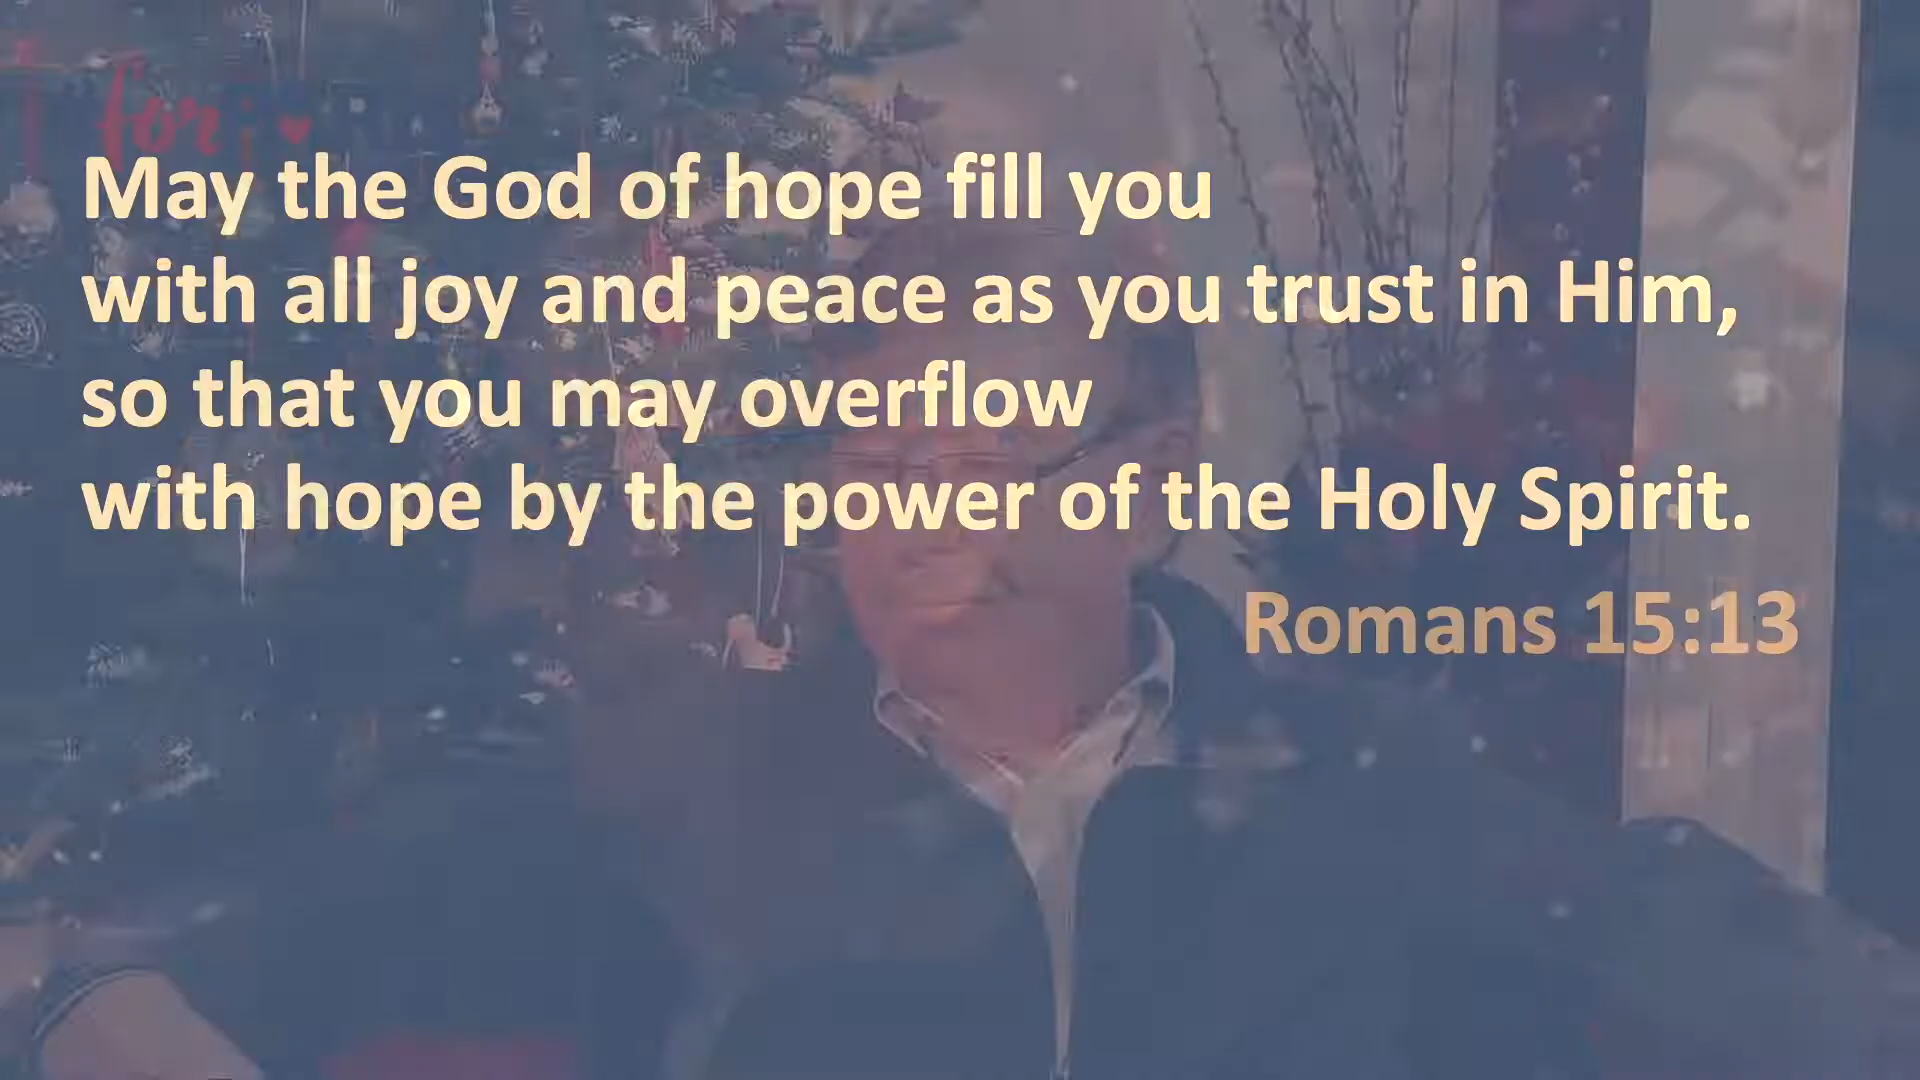 for
May the God of hope fill you
with all joy and peace as you trust in Him,
so that you may overflow
with hope by the power of the Holy Spirit.
Romans 15:13